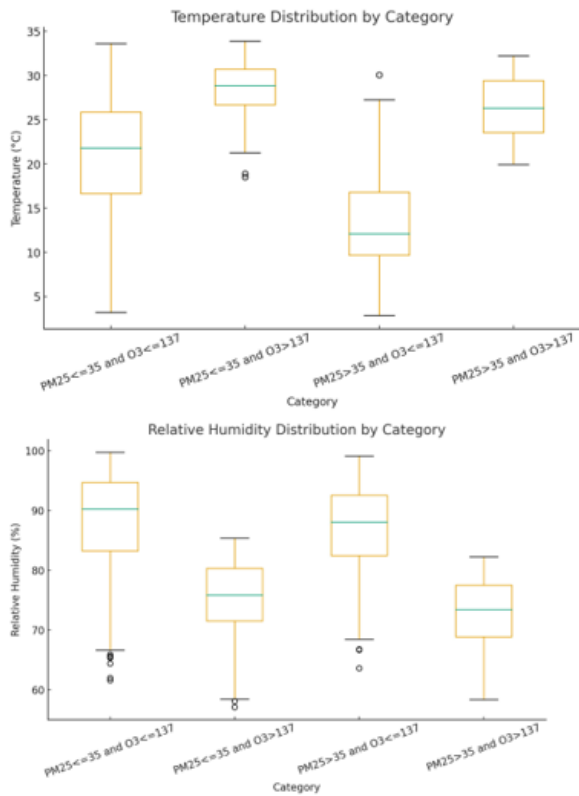 Temperature Distribution by Category
35
30
25
20
15
10
5
Temperature (°C)
PM25<=35 and O3<=137
PM25<=35 and O3>137
PM25>35 and O3<=137
PM25>35 and O3>137
Category
Relative Humidity Distribution by Category
100
90
80
70
60
Relative Humidity (%)
PM25<=35 and O3<=137
PM25<=35 and O3>137
PM25>35 and O3<=137
PM25>35 and O3>137
Category